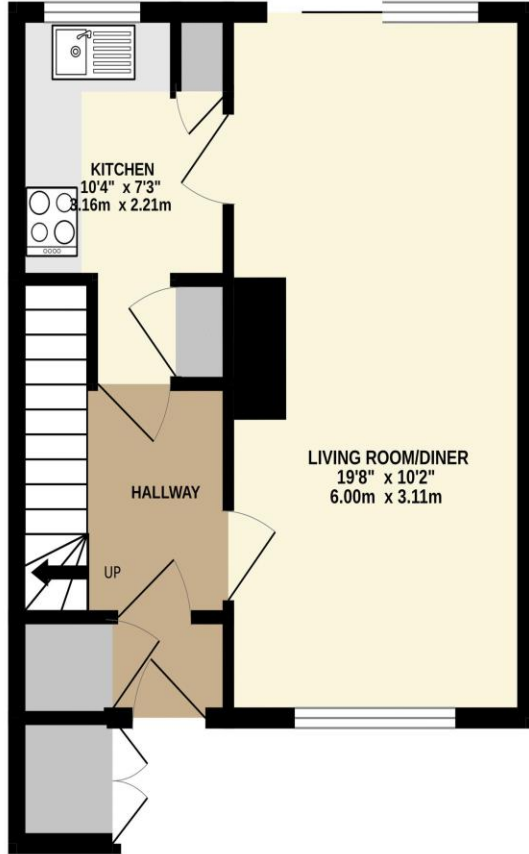 KITCHEN
10'4" x 7'3"
3.16m x 2.21m
LIVING ROOM/DINER
19'8" x 10'2"
6.00m x 3.11m
HALLWAY
UP